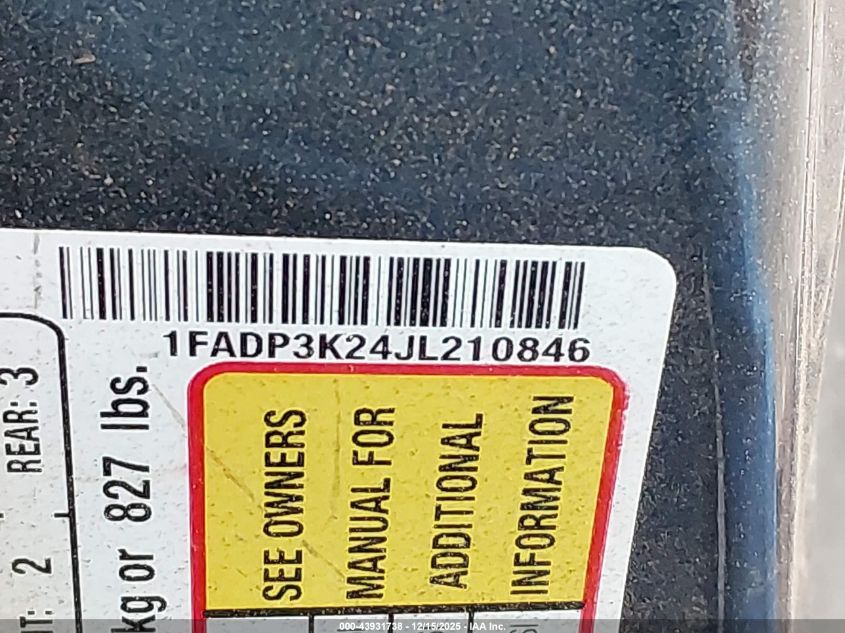 1FADP3K24JL210846
REAR: 3
2
kg or 827 lbs.
SEE OWNERS
MANUAL FOR
ADDITIONAL
INFORMATION
000-43931738 - 12/15/2025 - IAA Inc.